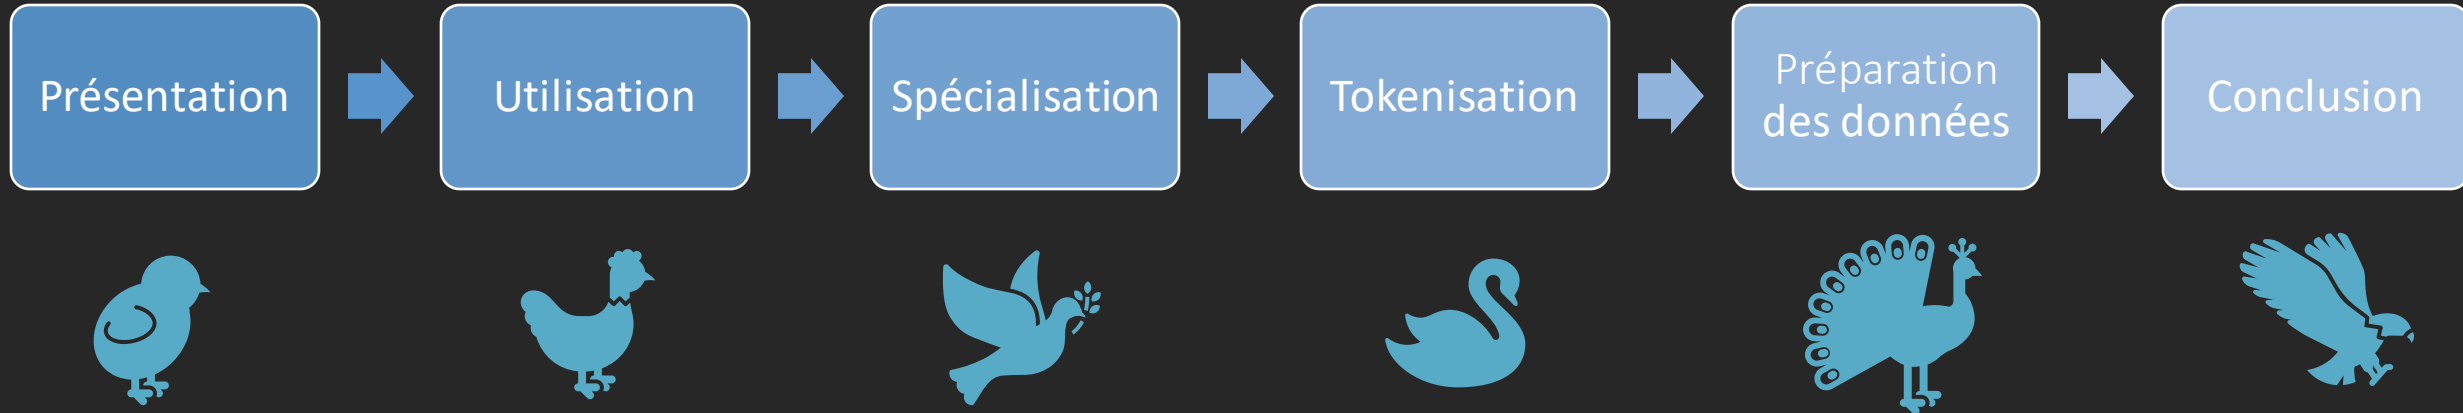 Présentation
Utilisation
Spécialisation
Tokenisation
Préparation
des données
Conclusion